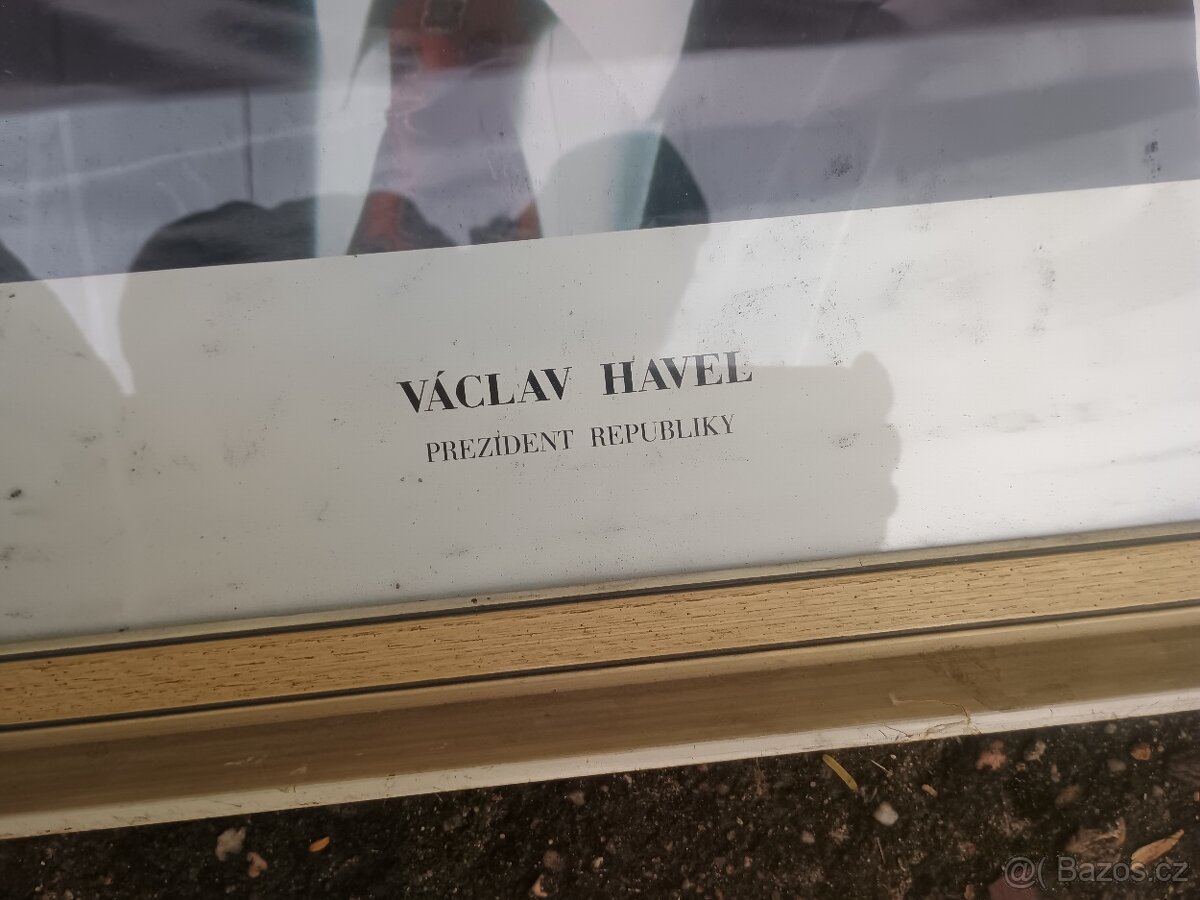 VÁCLAV HAVEL
PREZIDENT REPUBLIKY
@( Bazos.cz